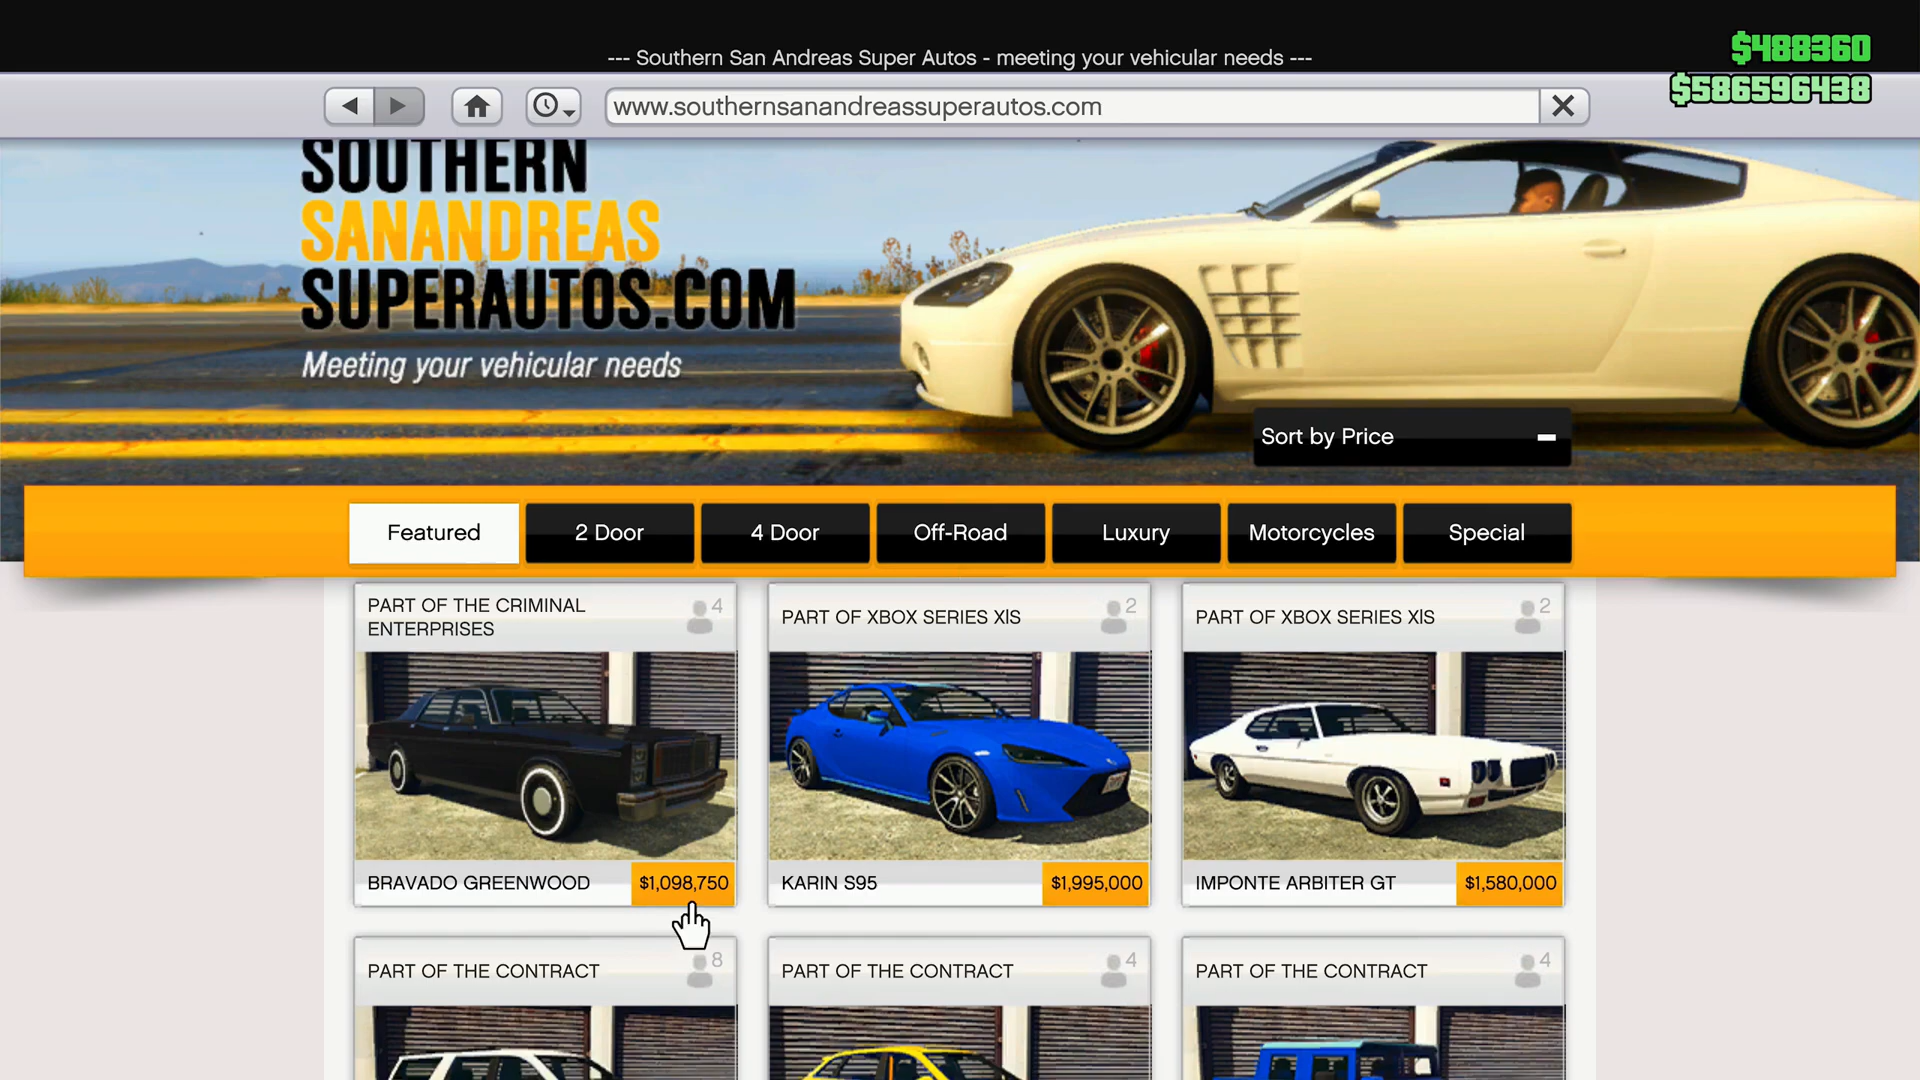 --- Southern San Andreas Super Autos - meeting your vehicular needs ---
$488360
$586596438
www.southernsanandreassuperautos.com
SOUTHERN
SANANDREAS
SUPERAUTOS.COM
Meeting your vehicular needs
Sort by Price
Featured
2 Door
4 Door
Off-Road
Luxury
Motorcycles
Special
PART OF THE CRIMINAL
ENTERPRISES
4
PART OF XBOX SERIES X|S
2
PART OF XBOX SERIES X|S
2
BRAVADO GREENWOOD
$1,098,750
KARIN S95
$1,995,000
IMPONTE ARBITER GT
$1,580,000
PART OF THE CONTRACT
8
PART OF THE CONTRACT
4
PART OF THE CONTRACT
4